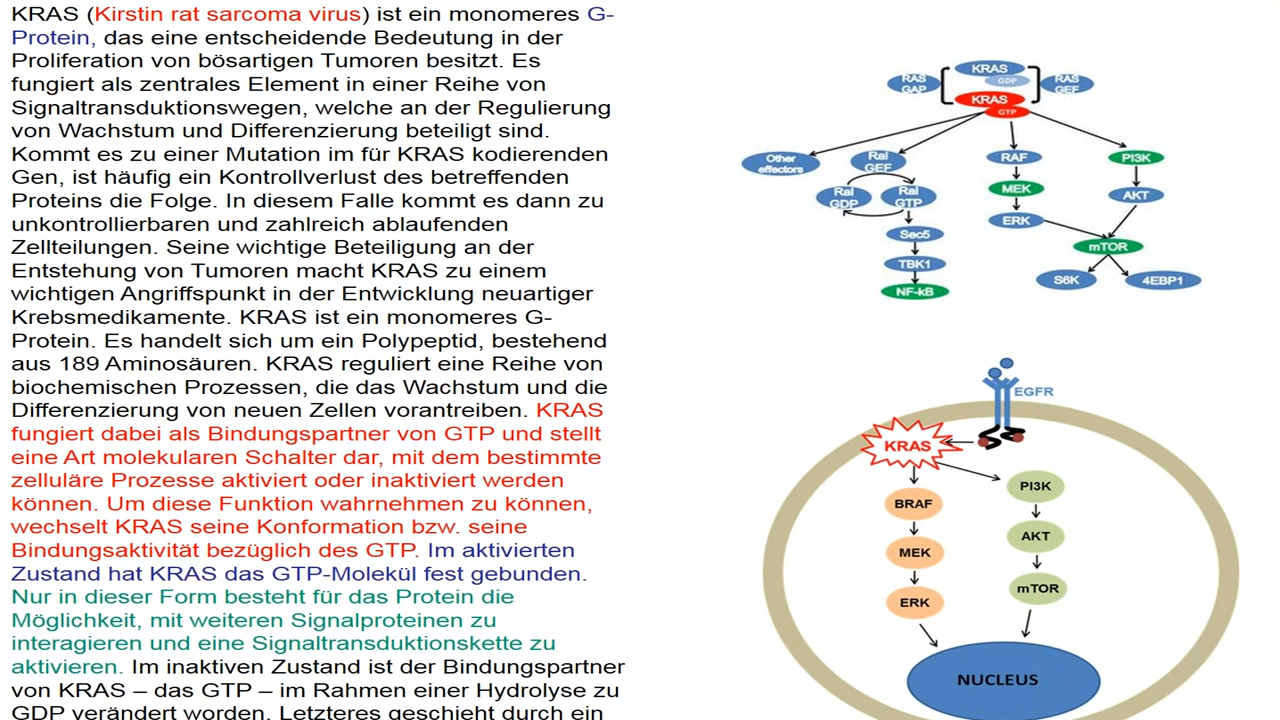 KRAS (Kirstin rat sarcoma virus) ist ein monomeres G-
Protein, das eine entscheidende Bedeutung in der
Proliferation von bösartigen Tumoren besitzt. Es
fungiert als zentrales Element in einer Reihe von
Signaltransduktionswegen, welche an der Regulierung
von Wachstum und Differenzierung beteiligt sind.
Kommt es zu einer Mutation im für KRAS kodierenden
Gen, ist häufig ein Kontrollverlust des betreffenden
Proteins die Folge. In diesem Falle kommt es dann zu
unkontrollierbaren und zahlreich ablaufenden
Zellteilungen. Seine wichtige Beteiligung an der
Entstehung von Tumoren macht KRAS zu einem
wichtigen Angriffspunkt in der Entwicklung neuartiger
Krebsmedikamente. KRAS ist ein monomeres G-
Protein. Es handelt sich um ein Polypeptid, bestehend
aus 189 Aminosäuren. KRAS reguliert eine Reihe von
biochemischen Prozessen, die das Wachstum und die
Differenzierung von neuen Zellen vorantreiben. KRAS
fungiert dabei als Bindungspartner von GTP und stellt
eine Art molekularen Schalter dar, mit dem bestimmte
zelluläre Prozesse aktiviert oder inaktiviert werden
können. Um diese Funktion wahrnehmen zu können,
wechselt KRAS seine Konformation bzw. seine
Bindungsaktivität bezüglich des GTP. Im aktivierten
Zustand hat KRAS das GTP-Molekül fest gebunden.
Nur in dieser Form besteht für das Protein die
Möglichkeit, mit weiteren Signalproteinen zu
interagieren und eine Signaltransduktionskette zu
aktivieren. Im inaktiven Zustand ist der Bindungspartner
von KRAS – das GTP – im Rahmen einer Hydrolyse zu
GDP verändert worden. Letzteres geschieht durch ein
KRAS
GDP
RAS
GAP
RAS
GEF
KRAS
GTP
Other
effectors
Ral
GEF
RAF
PI3K
Ral
GDP
Ral
GTP
MEK
AKT
ERK
Sec5
mTOR
TBK1
S6K
4EBP1
NF-kB
EGFR
KRAS
PI3K
BRAF
AKT
MEK
mTOR
ERK
NUCLEUS